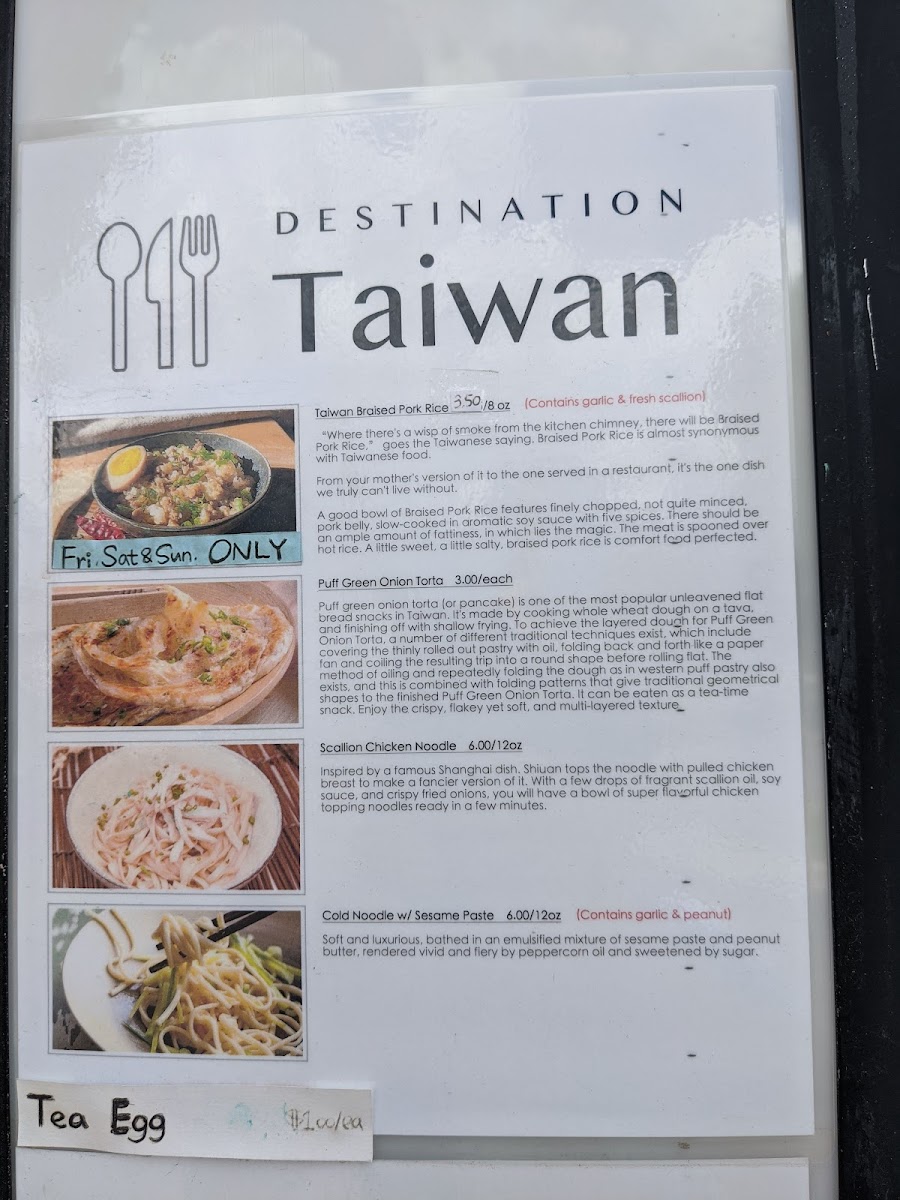 DESTINATION
Taiwan
Taiwan Braised Pork Rice 3.50/8 oz (Contains garlic & fresh scallion)
"Where there's a wisp of smoke from the kitchen chimney, there will be Braised
Pork Rice," goes the Taiwanese saying. Braised Pork Rice is almost synonymous
with Taiwanese food.
From your mother's version of it to the one served in a restaurant, it's the one dish
we truly can't live without.
A good bowl of Braised Pork Rice features finely chopped, not quite minced,
pork belly, slow-cooked in aromatic soy sauce with five spices. There should be
an ample amount of fattiness, in which lies the magic. The meat is spooned over
hot rice. A little sweet, a little salty, braised pork rice is comfort food perfected.
Fri. Sat & Sun. ONLY
Puff Green Onion Torta 3.00/each
Puff green onion torta (or pancake) is one of the most popular unleavened flat
bread snacks in Taiwan. It's made by cooking whole wheat dough on a tava,
and finishing off with shallow frying. To achieve the layered dough for Puff Green
Onion Torta, a number of different traditional techniques exist, which include
covering the thinly rolled out pastry with oil, folding back and forth like a paper
fan and coiling the resulting trip into a round shape before rolling flat. The
method of oiling and repeatedly folding the dough as in western puff pastry also
exists, and this is combined with folding patterns that give traditional geometrical
shapes to the finished Puff Green Onion Torta. It can be eaten as a tea-time
snack. Enjoy the crispy, flakey yet soft, and multi-layered texture.
Scallion Chicken Noodle 6.00/12oz
Inspired by a famous Shanghai dish. Shiuan tops the noodle with pulled chicken
breast to make a fancier version of it. With a few drops of fragrant scallion oil, soy
sauce, and crispy fried onions, you will have a bowl of super flavorful chicken
topping noodles ready in a few minutes.
Cold Noodle w/ Sesame Paste 6.00/12oz (Contains garlic & peanut)
Soft and luxurious, bathed in an emulsified mixture of sesame paste and peanut
butter, rendered vivid and fiery by peppercorn oil and sweetened by sugar.
Tea Egg $1.00/ea